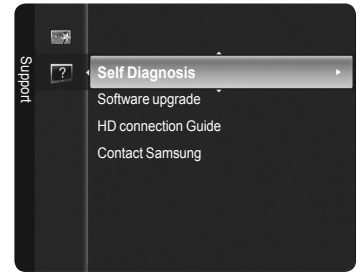 Support
Self Diagnosis
Software upgrade
HD connection Guide
Contact Samsung